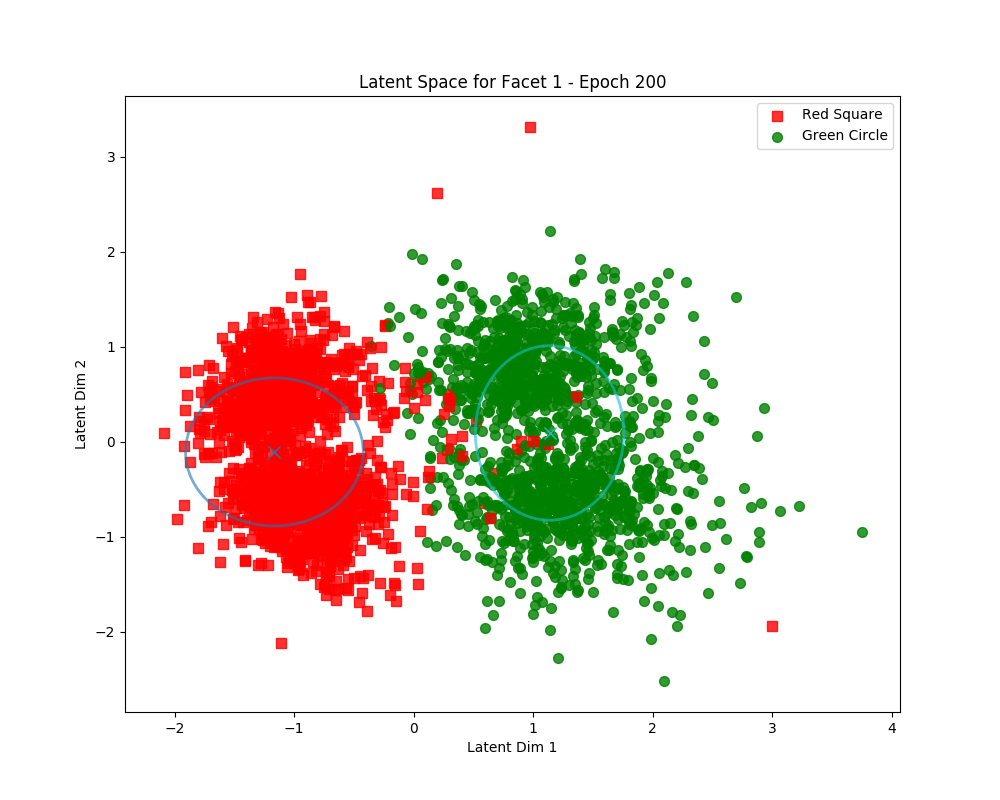 Latent Space for Facet 1 - Epoch 200
Red Square
Green Circle
3
2
1
0
−1
−2
Latent Dim 2
−2 −1 0 1 2 3 4
Latent Dim 1